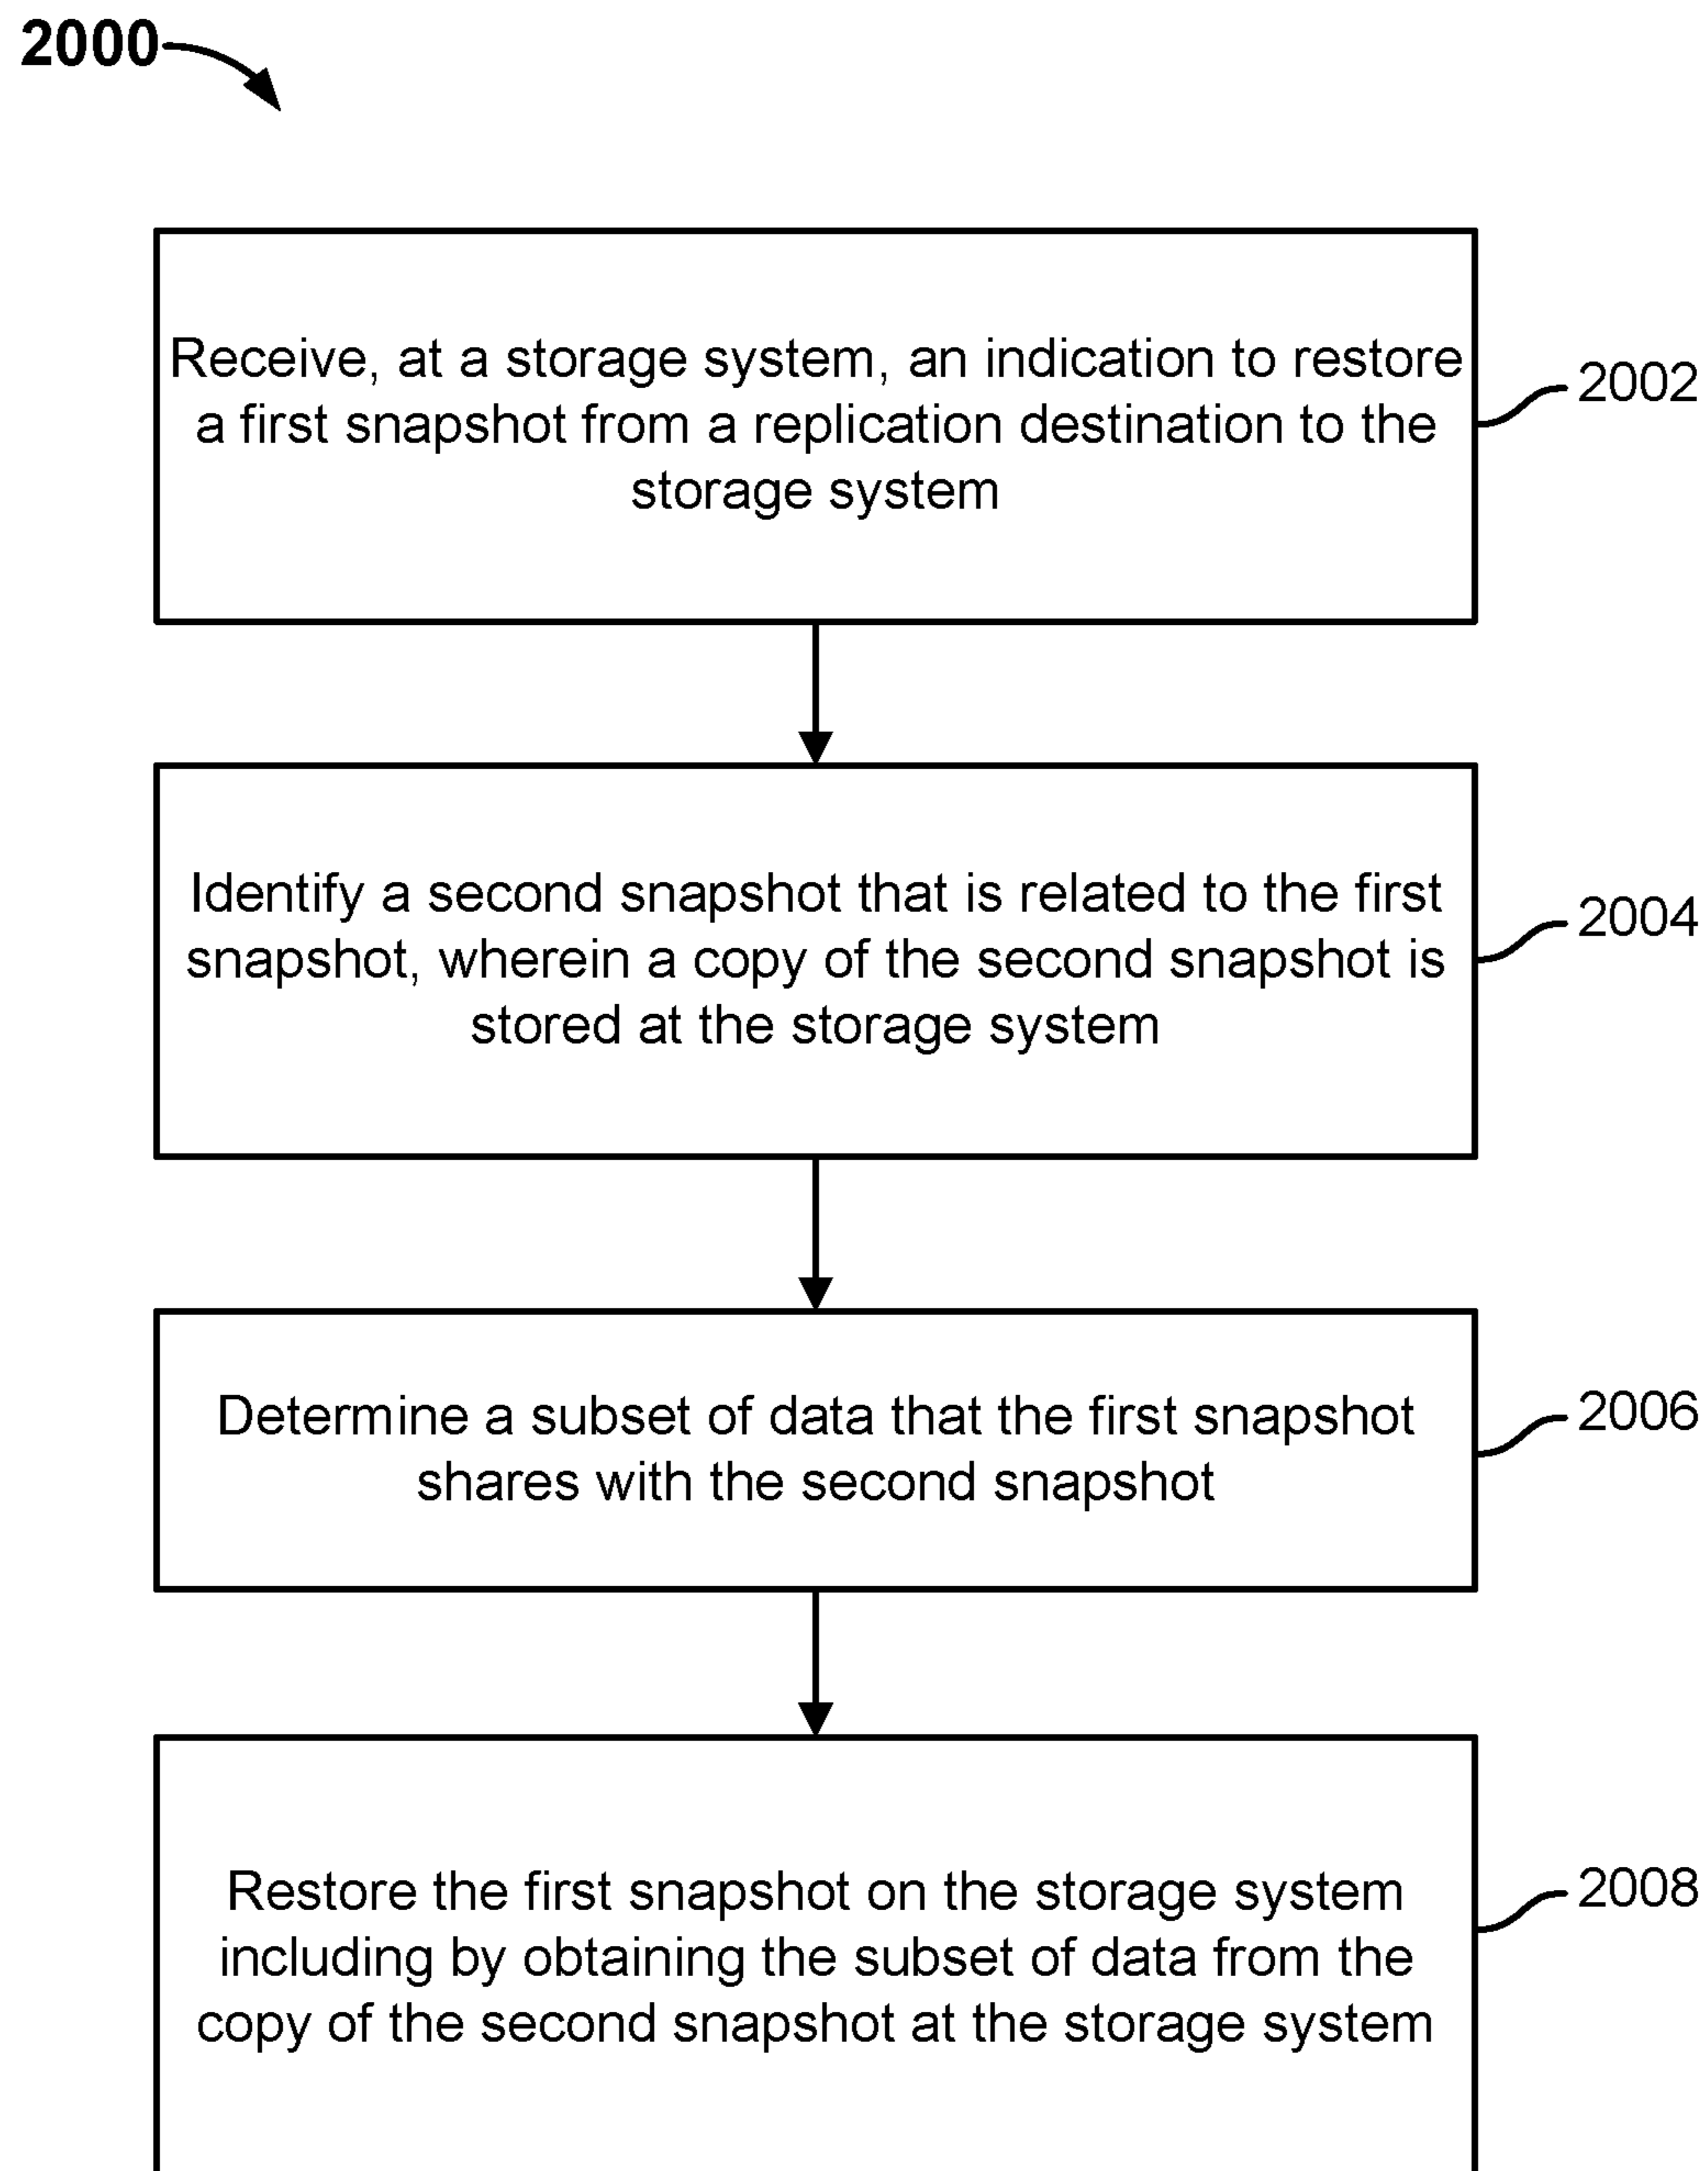 2000
Receive, at a storage system, an indication to restore
a first snapshot from a replication destination to the
storage system
2002
Identify a second snapshot that is related to the first
snapshot, wherein a copy of the second snapshot is
stored at the storage system
2004
Determine a subset of data that the first snapshot
shares with the second snapshot
2006
Restore the first snapshot on the storage system
including by obtaining the subset of data from the
copy of the second snapshot at the storage system
2008